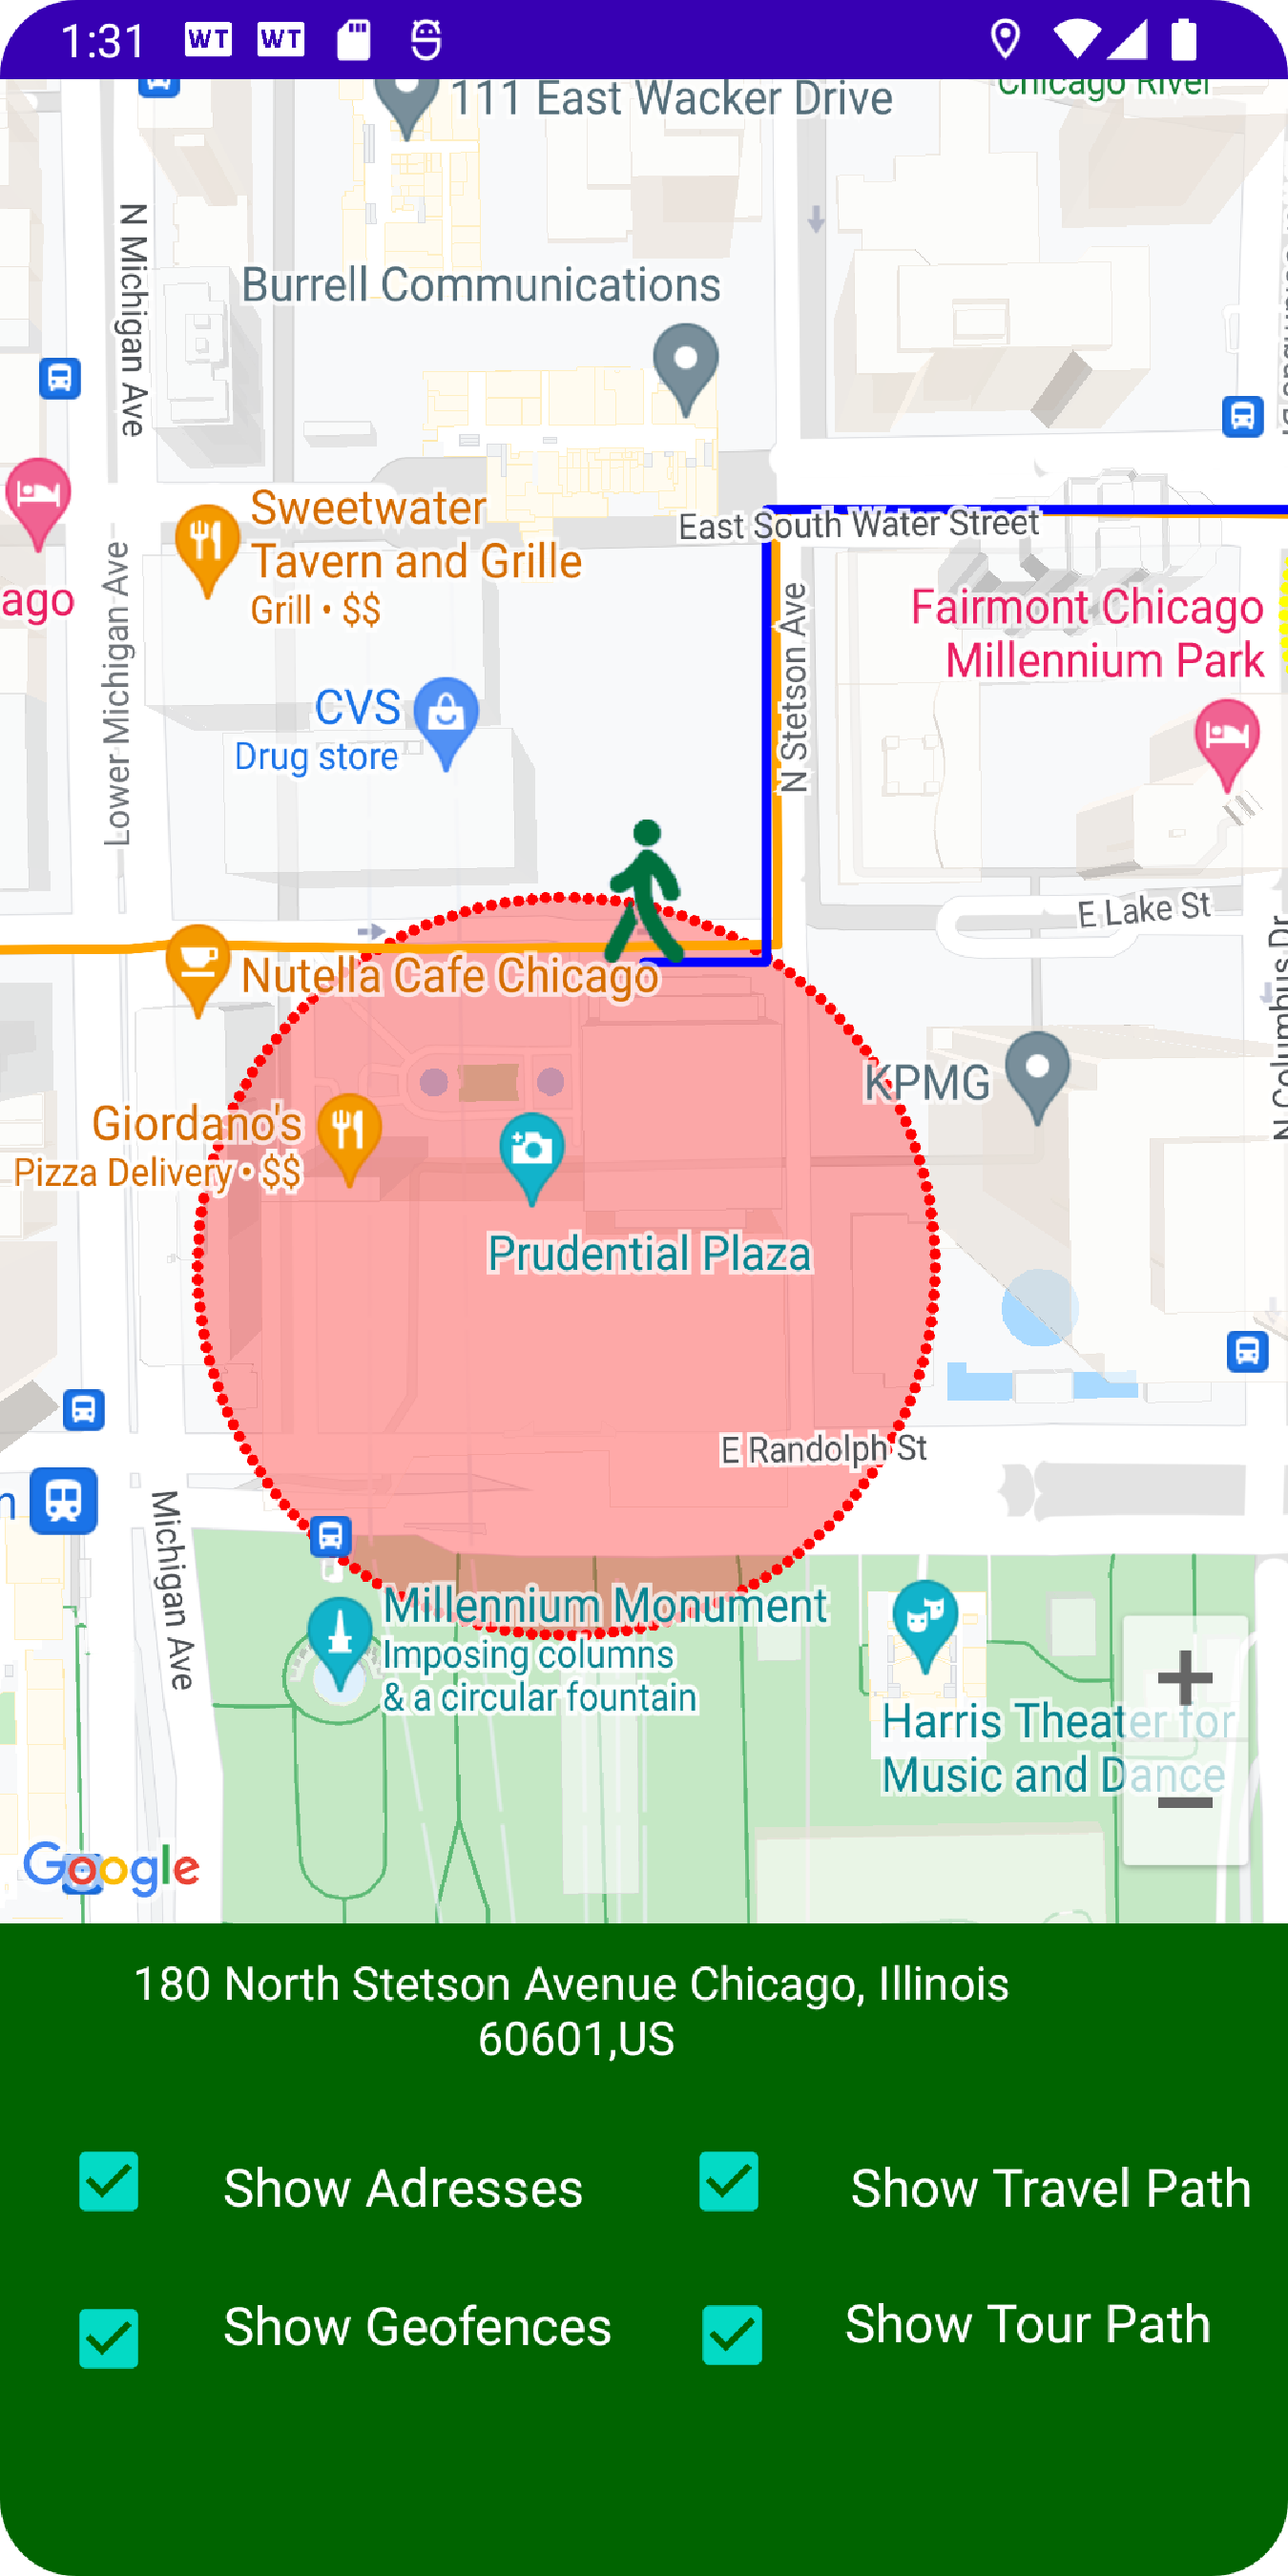 1:31
WT
WT
Chicago River
111 East Wacker Drive
N Michigan Ave
Burrell Communications
Sweetwater
Tavern and Grille
Grill • $$
East South Water Street
ago
Lower Michigan Ave
N Stetson Ave
Fairmont Chicago
Millennium Park
CVS
Drug store
E Lake St
Nutella Cafe Chicago
N Columbus Dr
KPMG
Giordano's
Pizza Delivery • $$
Prudential Plaza
E Randolph St
n
Michigan Ave
Millennium Monument
Imposing columns
& a circular fountain
Harris Theater for
Music and Dance
+
−
Google
180 North Stetson Avenue Chicago, Illinois
60601,US
Show Adresses
Show Travel Path
Show Geofences
Show Tour Path